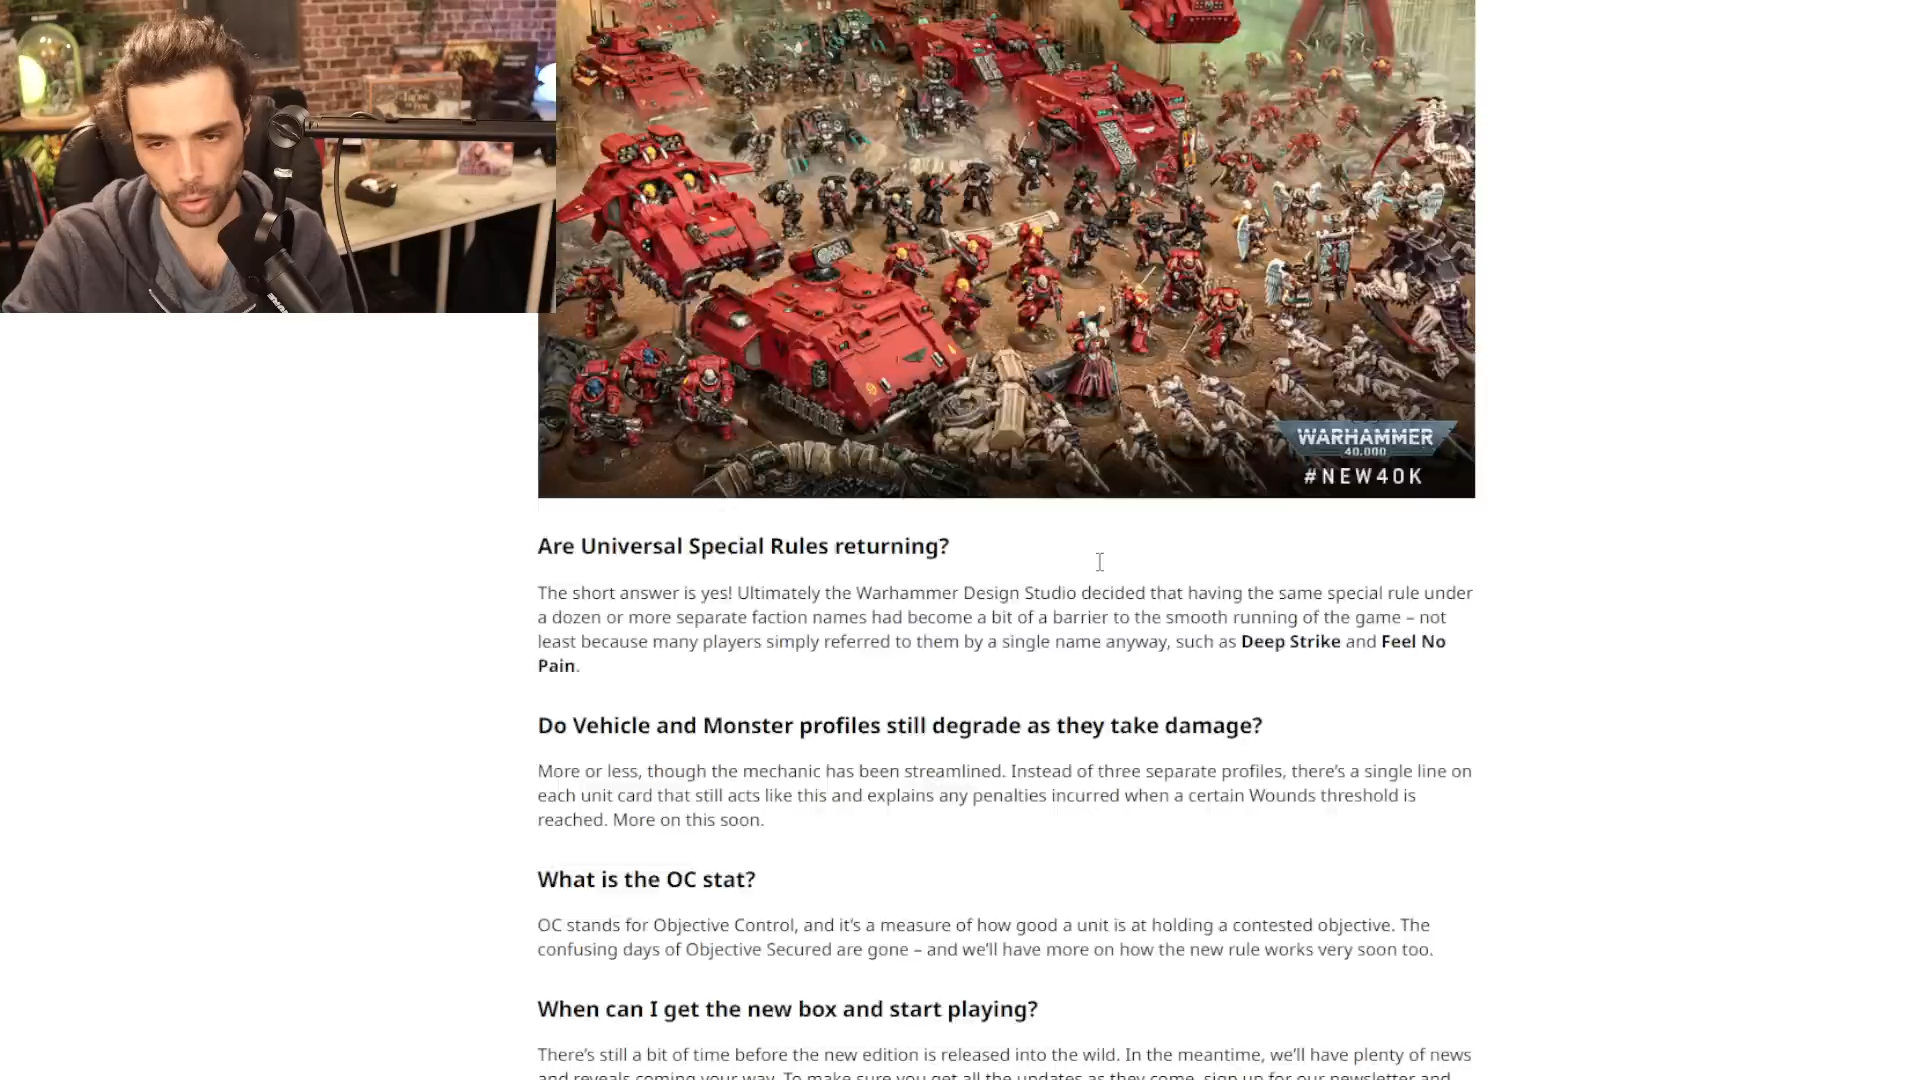 WARHAMMER
40,000
#NEW40K
Are Universal Special Rules returning?
The short answer is yes! Ultimately the Warhammer Design Studio decided that having the same special rule under
a dozen or more separate faction names had become a bit of a barrier to the smooth running of the game – not
least because many players simply referred to them by a single name anyway, such as Deep Strike and Feel No
Pain.
Do Vehicle and Monster profiles still degrade as they take damage?
More or less, though the mechanic has been streamlined. Instead of three separate profiles, there's a single line on
each unit card that still acts like this and explains any penalties incurred when a certain Wounds threshold is
reached. More on this soon.
What is the OC stat?
OC stands for Objective Control, and it's a measure of how good a unit is at holding a contested objective. The
confusing days of Objective Secured are gone – and we'll have more on how the new rule works very soon too.
When can I get the new box and start playing?
There's still a bit of time before the new edition is released into the wild. In the meantime, we'll have plenty of news
and reveals coming your way. To make sure you get all the updates as they come, sign up for our newsletter and